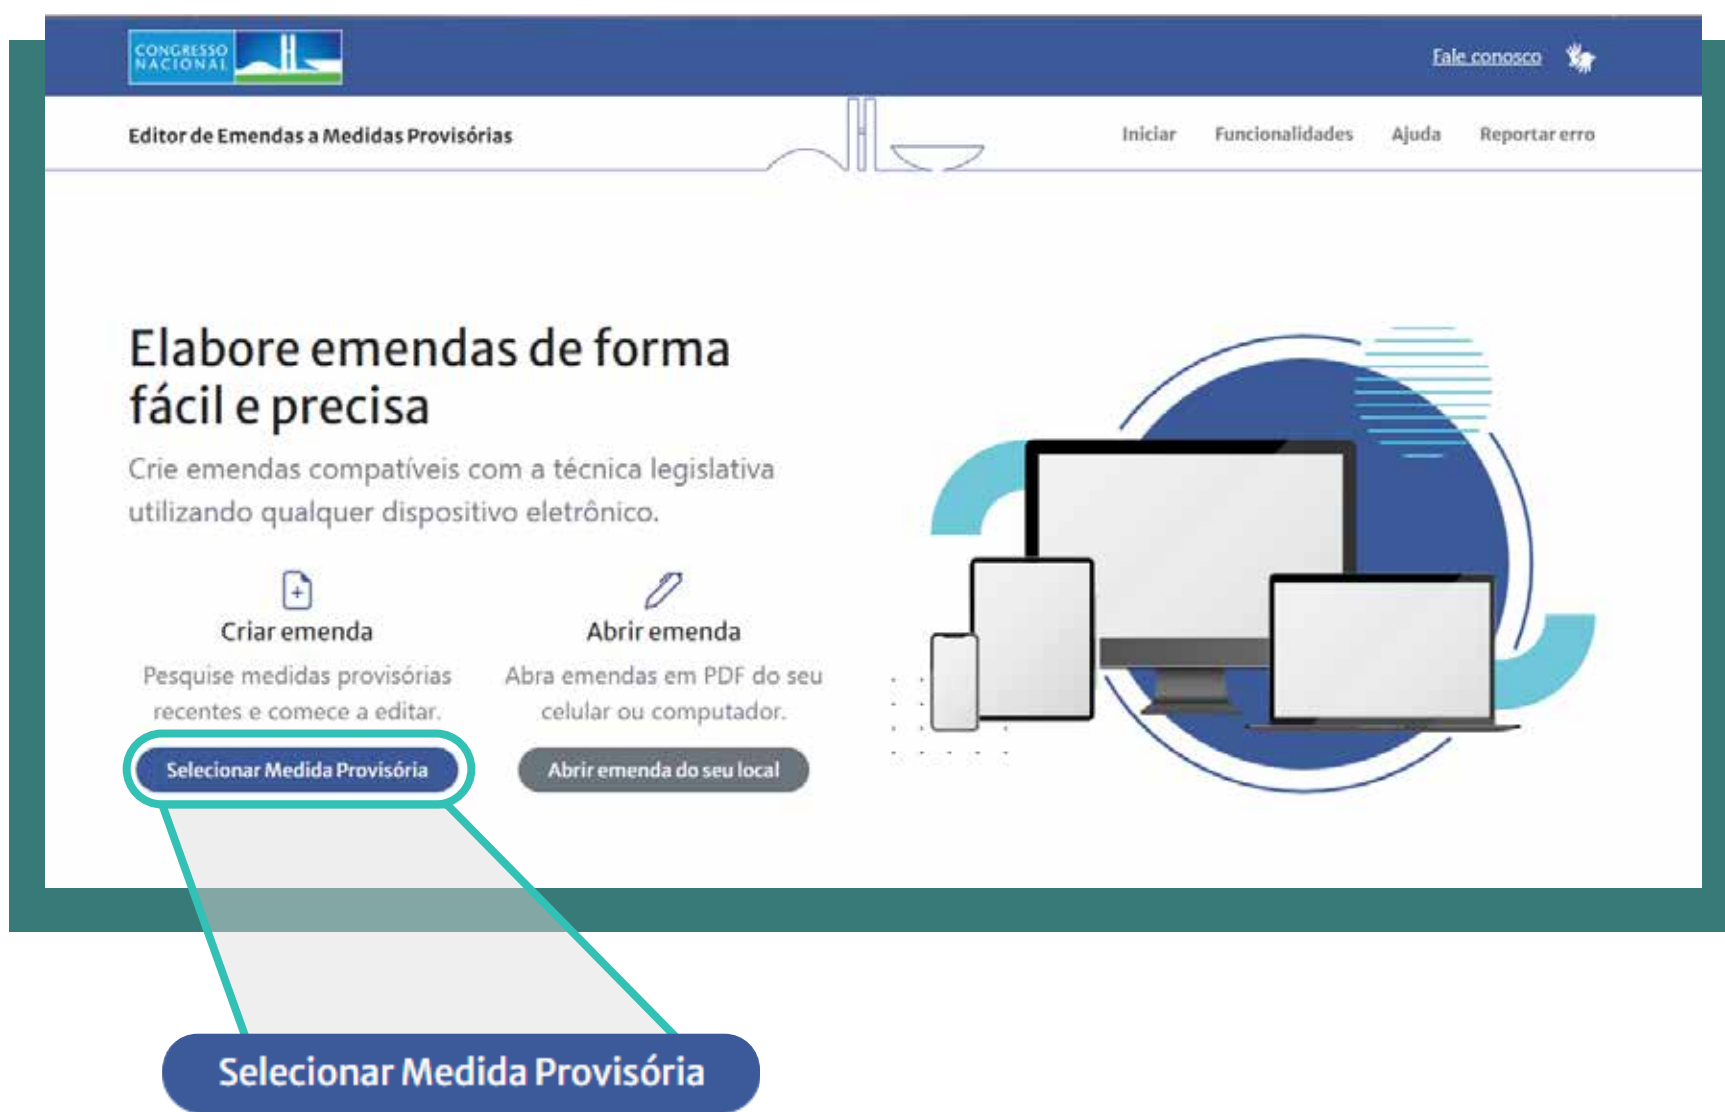 CONGRESSO
NACIONAL
Fale conosco
Editor de Emendas a Medidas Provisórias
Iniciar
Funcionalidades
Ajuda
Reportar erro
Elabore emendas de forma
fácil e precisa
Crie emendas compatíveis com a técnica legislativa
utilizando qualquer dispositivo eletrônico.
Criar emenda
Pesquise medidas provisórias
recentes e comece a editar.
Selecionar Medida Provisória
Abrir emenda
Abra emendas em PDF do seu
celular ou computador.
Abrir emenda do seu local
Selecionar Medida Provisória